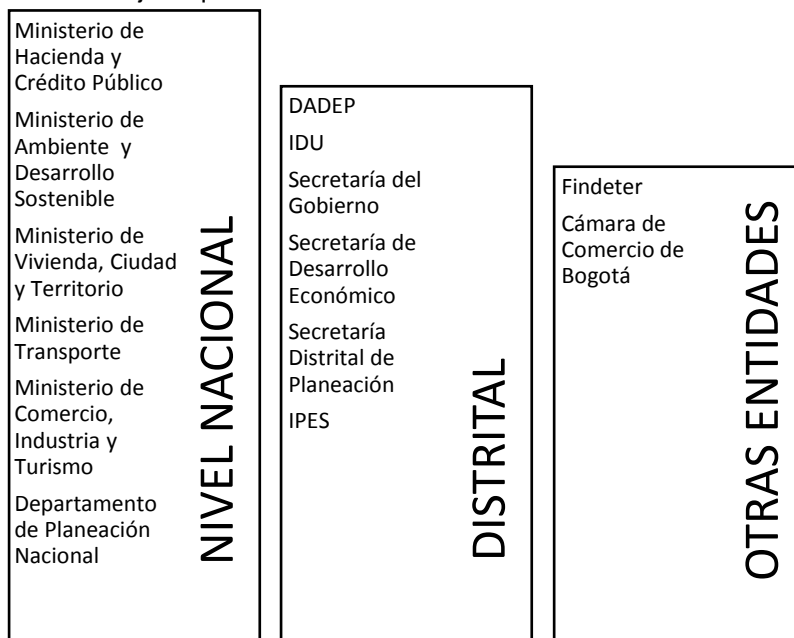 Ministerio de
Hacienda y
Crédito Público
Ministerio de
Ambiente y
Desarrollo
Sostenible
Ministerio de
Vivienda, Ciudad
y Territorio
Ministerio de
Transporte
Ministerio de
Comercio,
Industria y
Turismo
Departamento
de Planeación
Nacional
NIVEL NACIONAL
DADEP
IDU
Secretaría del
Gobierno
Secretaría de
Desarrollo
Económico
Secretaría
Distrital de
Planeación
IPES
DISTRITAL
Findeter
Cámara de
Comercio de
Bogotá
OTRAS ENTIDADES